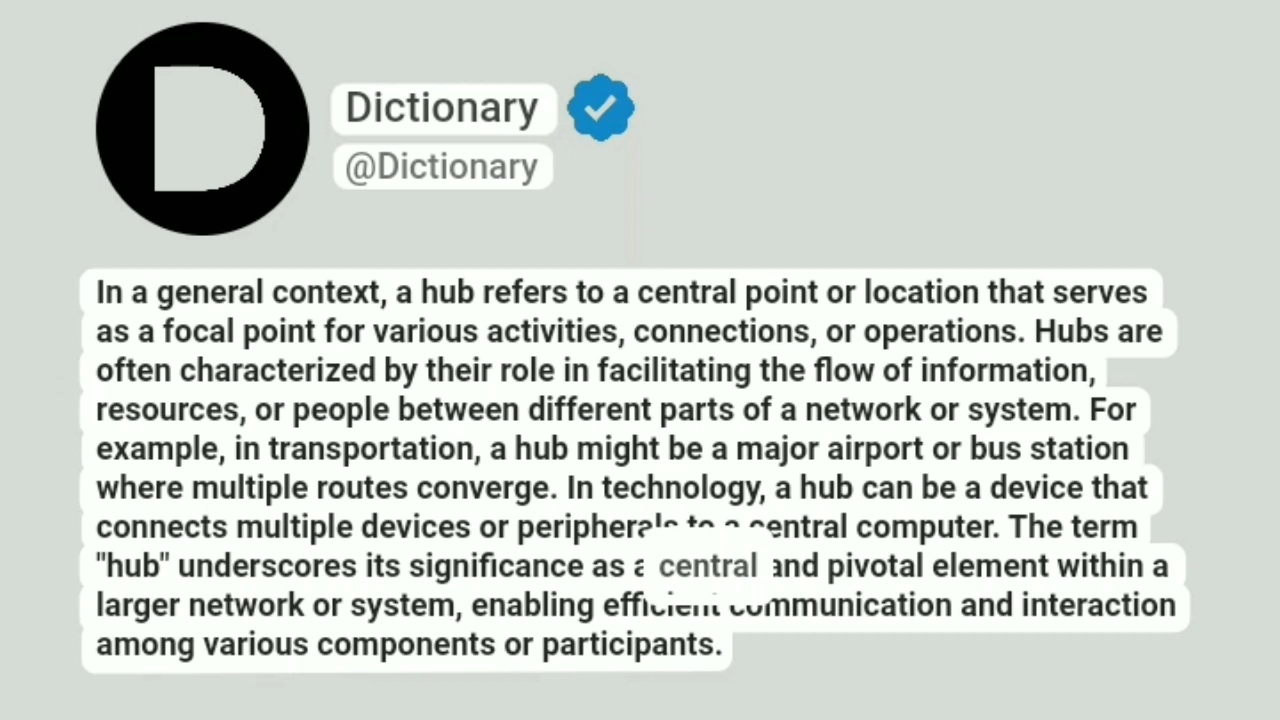 D
Dictionary
@Dictionary
In a general context, a hub refers to a central point or location that serves
as a focal point for various activities, connections, or operations. Hubs are
often characterized by their role in facilitating the flow of information,
resources, or people between different parts of a network or system. For
example, in transportation, a hub might be a major airport or bus station
where multiple routes converge. In technology, a hub can be a device that
connects multiple devices or peripherals to a central computer. The term
"hub" underscores its significance as a central and pivotal element within a
larger network or system, enabling efficient communication and interaction
among various components or participants.